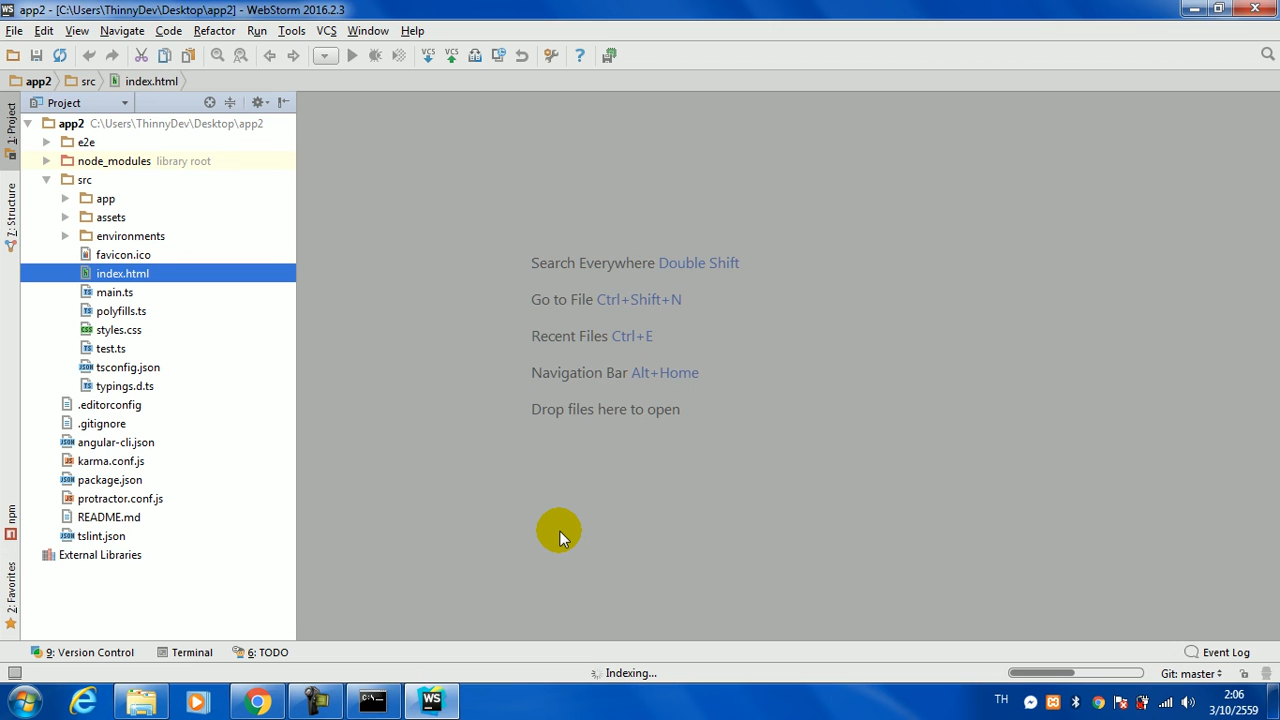 app2 - [C:\Users\ThinnyDev\Desktop\app2] - WebStorm 2016.2.3
File Edit View Navigate Code Refactor Run Tools VCS Window Help
VCS VCS
app2 src index.html
1: Project
7: Structure
npm
2: Favorites
Project
app2 C:\Users\ThinnyDev\Desktop\app2
e2e
node_modules library root
src
app
assets
environments
favicon.ico
index.html
main.ts
polyfills.ts
styles.css
test.ts
tsconfig.json
typings.d.ts
.editorconfig
.gitignore
angular-cli.json
karma.conf.js
package.json
protractor.conf.js
README.md
tslint.json
External Libraries
Search Everywhere Double Shift
Go to File Ctrl+Shift+N
Recent Files Ctrl+E
Navigation Bar Alt+Home
Drop files here to open
9: Version Control Terminal 6: TODO Event Log
Indexing... Git: master
WS TH 2:06
3/10/2559